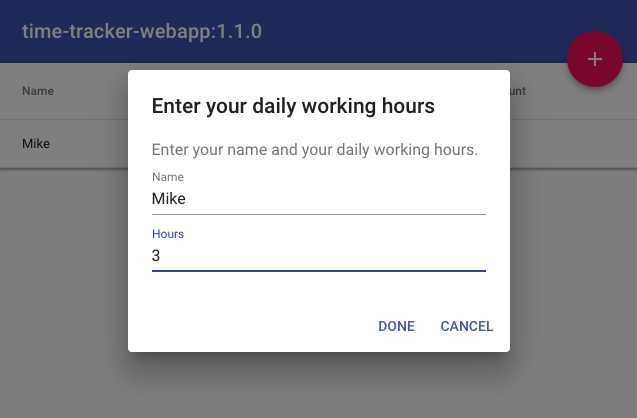 time-tracker-webapp:1.1.0
Name
Mike
Enter your daily working hours
Enter your name and your daily working hours.
Name
Mike
Hours
3
DONE CANCEL